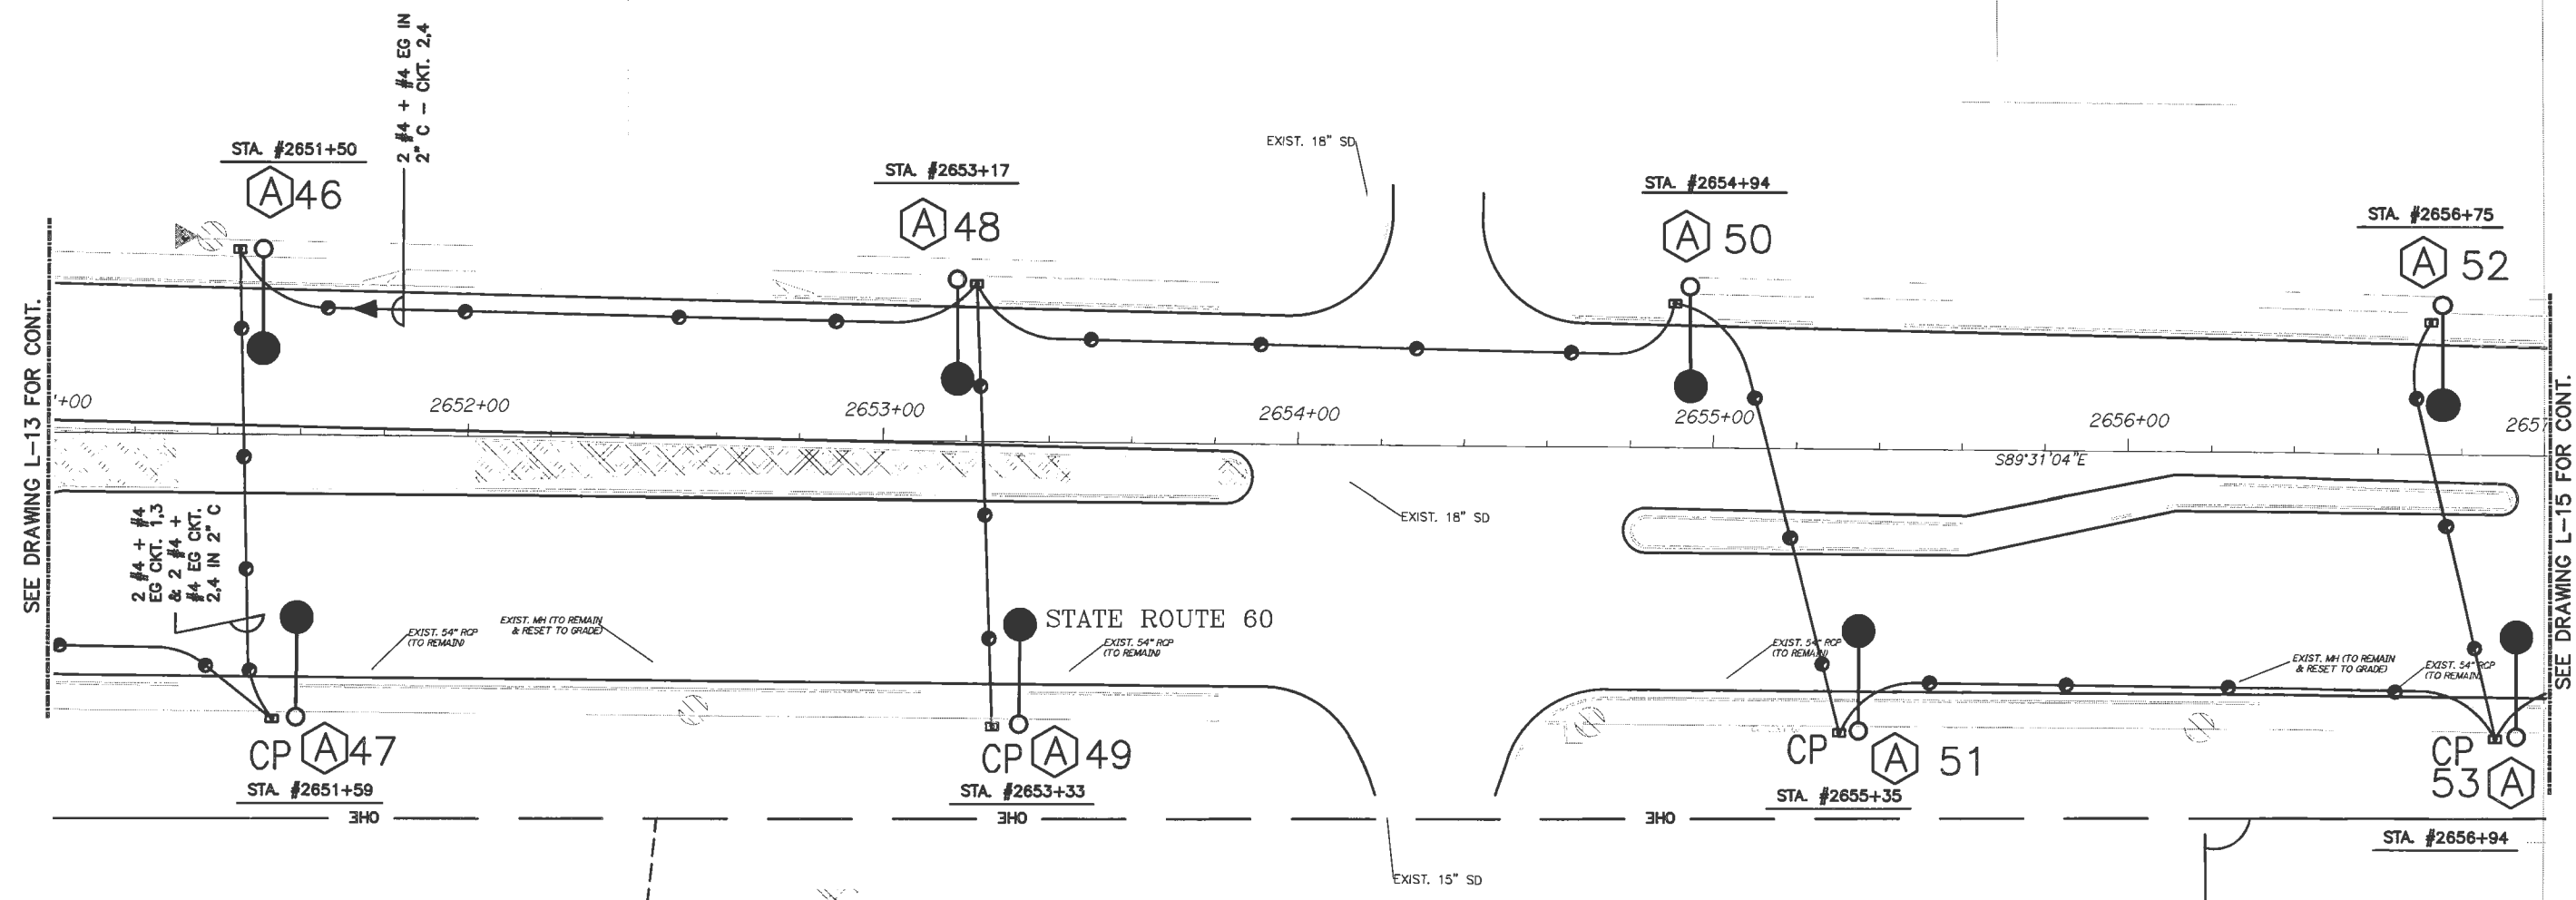 2 #4 + #4 EG IN
2" C - CKT. 2,4
STA. #2651+50
A 46
STA. #2653+17
A 48
EXIST. 18" SD
STA. #2654+94
A 50
STA. #2656+75
A 52
SEE DRAWING L-13 FOR CONT.
+00
2652+00
2653+00
2654+00
2655+00
2656+00
2657
S89°31'04"E
EXIST. 18" SD
2 #4 + #4
EG CKT. 1,3
& 2 #4 +
#4 EG CKT.
2,4 IN 2" C
EXIST. 54" RCP
(TO REMAIN)
EXIST. MH (TO REMAIN
& RESET TO GRADE)
STATE ROUTE 60
EXIST. 54" RCP
(TO REMAIN)
EXIST. 54" RCP
(TO REMAIN)
EXIST. MH (TO REMAIN
& RESET TO GRADE)
EXIST. 54" RCP
(TO REMAIN)
SEE DRAWING L-15 FOR CONT.
CP A 47
STA. #2651+59
CP A 49
STA. #2653+33
CP A 51
STA. #2655+35
CP
53 A
STA. #2656+94
OHE
OHE
OHE
EXIST. 15" SD